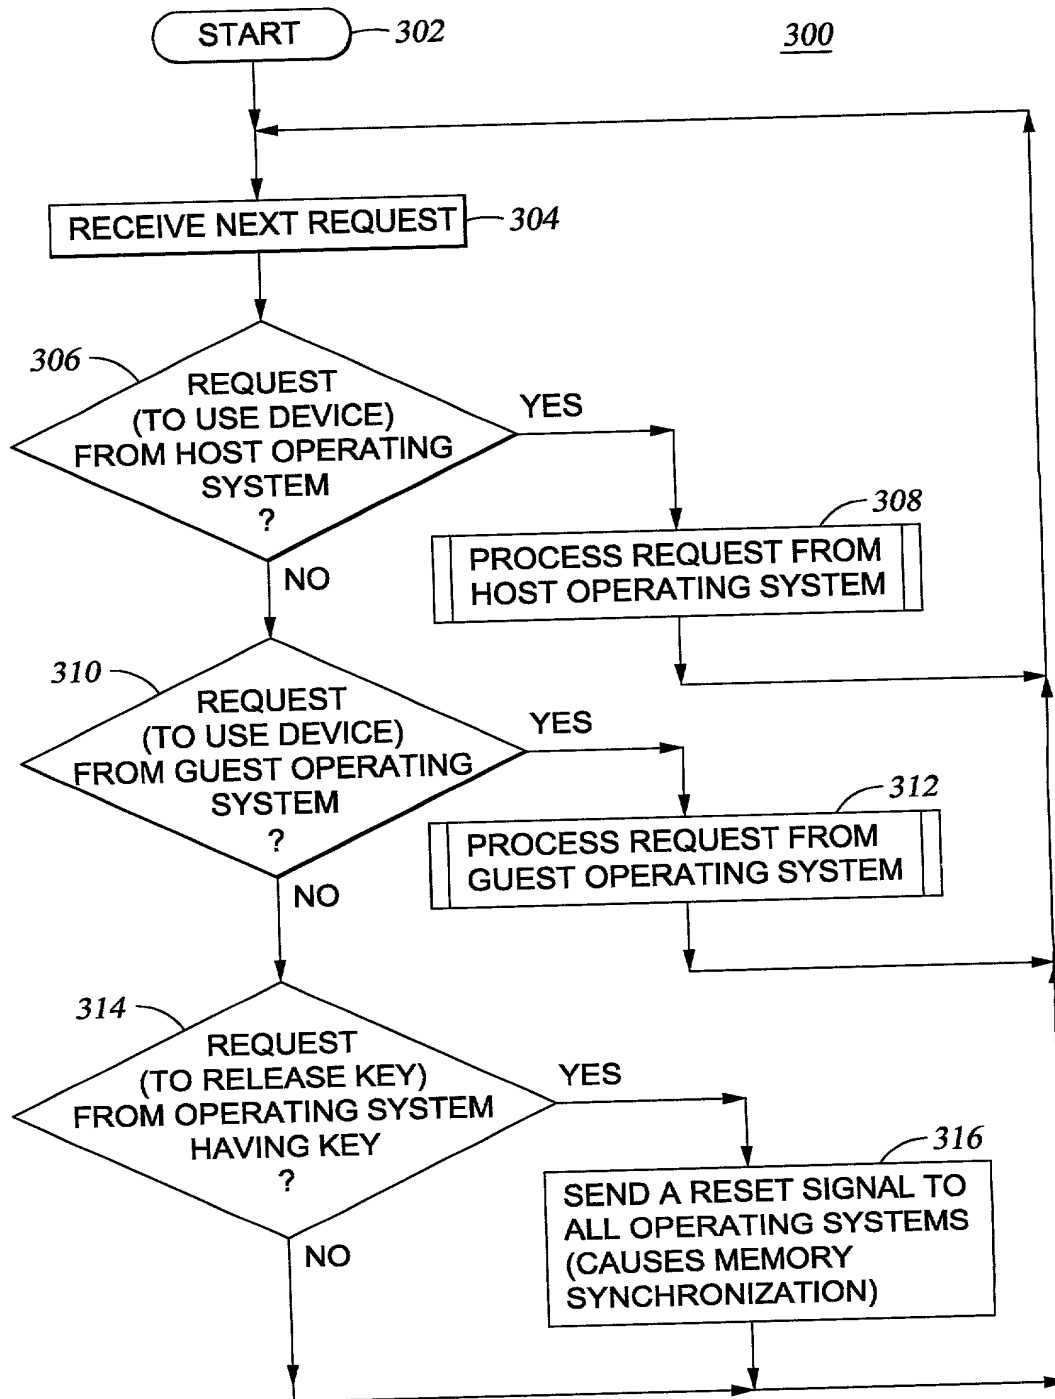 START
302
300
RECEIVE NEXT REQUEST
304
306
REQUEST
(TO USE DEVICE)
FROM HOST OPERATING
SYSTEM
?
YES
NO
308
PROCESS REQUEST FROM
HOST OPERATING SYSTEM
310
REQUEST
(TO USE DEVICE)
FROM GUEST OPERATING
SYSTEM
?
YES
NO
312
PROCESS REQUEST FROM
GUEST OPERATING SYSTEM
314
REQUEST
(TO RELEASE KEY)
FROM OPERATING SYSTEM
HAVING KEY
?
YES
NO
316
SEND A RESET SIGNAL TO
ALL OPERATING SYSTEMS
(CAUSES MEMORY
SYNCHRONIZATION)